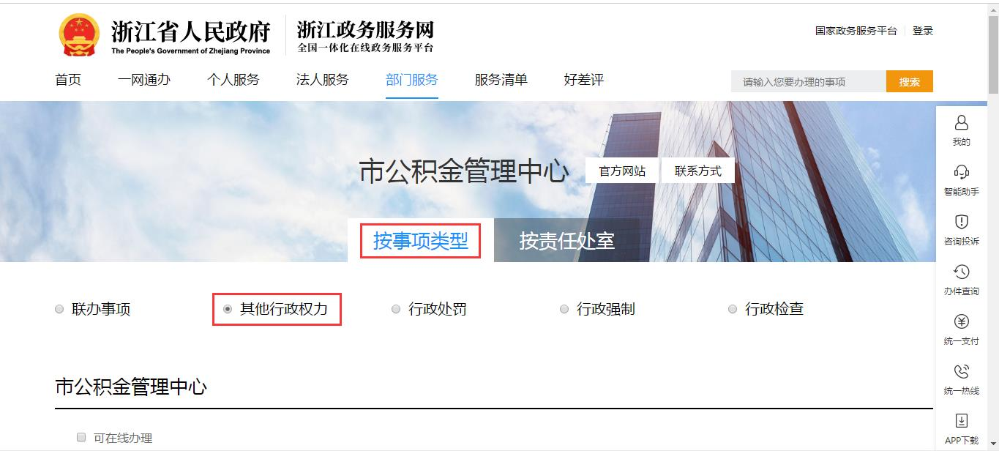 浙江省人民政府
The People's Government of Zhejiang Province
浙江政务服务网
全国一体化在线政务服务平台
国家政务服务平台 登录
首页 一网通办 个人服务 法人服务 部门服务 服务清单 好差评
请输入您要办理的事项 搜索
市公积金管理中心 官方网站 联系方式
按事项类型 按责任处室
联办事项 其他行政权力 行政处罚 行政强制 行政检查
市公积金管理中心
可在线办理
我的
智能助手
咨询投诉
办件查询
统一支付
统一热线
APP下载